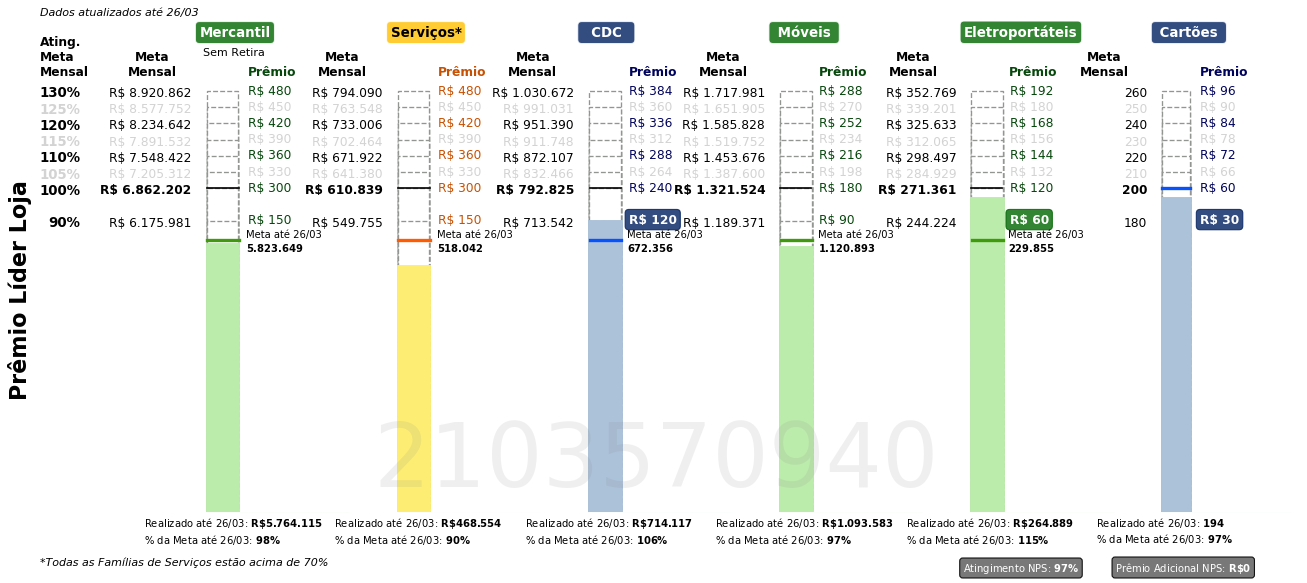 Dados atualizados até 26/03
Mercantil Serviços* CDC Móveis Eletroportáteis Cartões
Sem Retira
Ating. Meta Mensal
Meta Mensal Prêmio Meta Mensal Prêmio Meta Mensal Prêmio Meta Mensal Prêmio Meta Mensal Prêmio Meta Mensal Prêmio
130% R$ 8.920.862 R$ 480 R$ 794.090 R$ 480 R$ 1.030.672 R$ 384 R$ 1.717.981 R$ 288 R$ 352.769 R$ 192 260 R$ 96
125% R$ 8.577.752 R$ 450 R$ 763.548 R$ 450 R$ 991.031 R$ 360 R$ 1.651.905 R$ 270 R$ 339.201 R$ 180 250 R$ 90
120% R$ 8.234.642 R$ 420 R$ 733.006 R$ 420 R$ 951.390 R$ 336 R$ 1.585.828 R$ 252 R$ 325.633 R$ 168 240 R$ 84
115% R$ 7.891.532 R$ 390 R$ 702.464 R$ 390 R$ 911.748 R$ 312 R$ 1.519.752 R$ 234 R$ 312.065 R$ 156 230 R$ 78
110% R$ 7.548.422 R$ 360 R$ 671.922 R$ 360 R$ 872.107 R$ 288 R$ 1.453.676 R$ 216 R$ 298.497 R$ 144 220 R$ 72
105% R$ 7.205.312 R$ 330 R$ 641.380 R$ 330 R$ 832.466 R$ 264 R$ 1.387.600 R$ 198 R$ 284.929 R$ 132 210 R$ 66
100% R$ 6.862.202 R$ 300 R$ 610.839 R$ 300 R$ 792.825 R$ 240 R$ 1.321.524 R$ 180 R$ 271.361 R$ 120 200 R$ 60
90% R$ 6.175.981 R$ 150 R$ 549.755 R$ 150 R$ 713.542 R$ 120 R$ 1.189.371 R$ 90 R$ 244.224 R$ 60 180 R$ 30
Meta até 26/03 Meta até 26/03 Meta até 26/03 Meta até 26/03 Meta até 26/03
5.823.649 518.042 672.356 1.120.893 229.855
Prêmio Líder Loja
2103570940
Realizado até 26/03: R$5.764.115 Realizado até 26/03: R$468.554 Realizado até 26/03: R$714.117 Realizado até 26/03: R$1.093.583 Realizado até 26/03: R$264.889 Realizado até 26/03: 194
% da Meta até 26/03: 98% % da Meta até 26/03: 90% % da Meta até 26/03: 106% % da Meta até 26/03: 97% % da Meta até 26/03: 115% % da Meta até 26/03: 97%
*Todas as Famílias de Serviços estão acima de 70%
Atingimento NPS: 97% Prêmio Adicional NPS: R$0